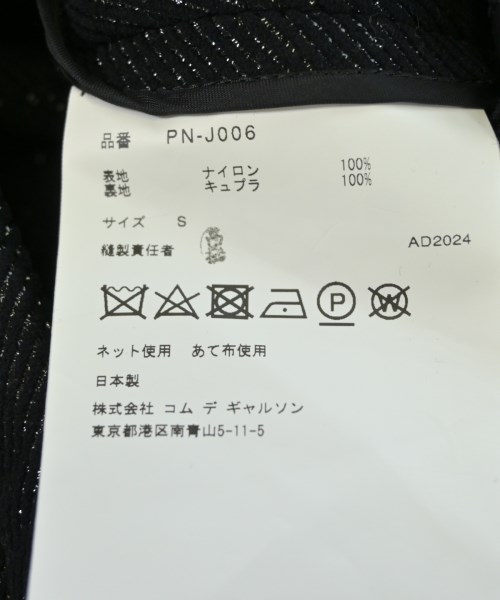 品番 PN-J006
表地 ナイロン 100%
裏地 キュプラ 100%
サイズ S
縫製責任者
AD2024
P W
ネット使用 あて布使用
日本製
株式会社 コム デ ギャルソン
東京都港区南青山5-11-5